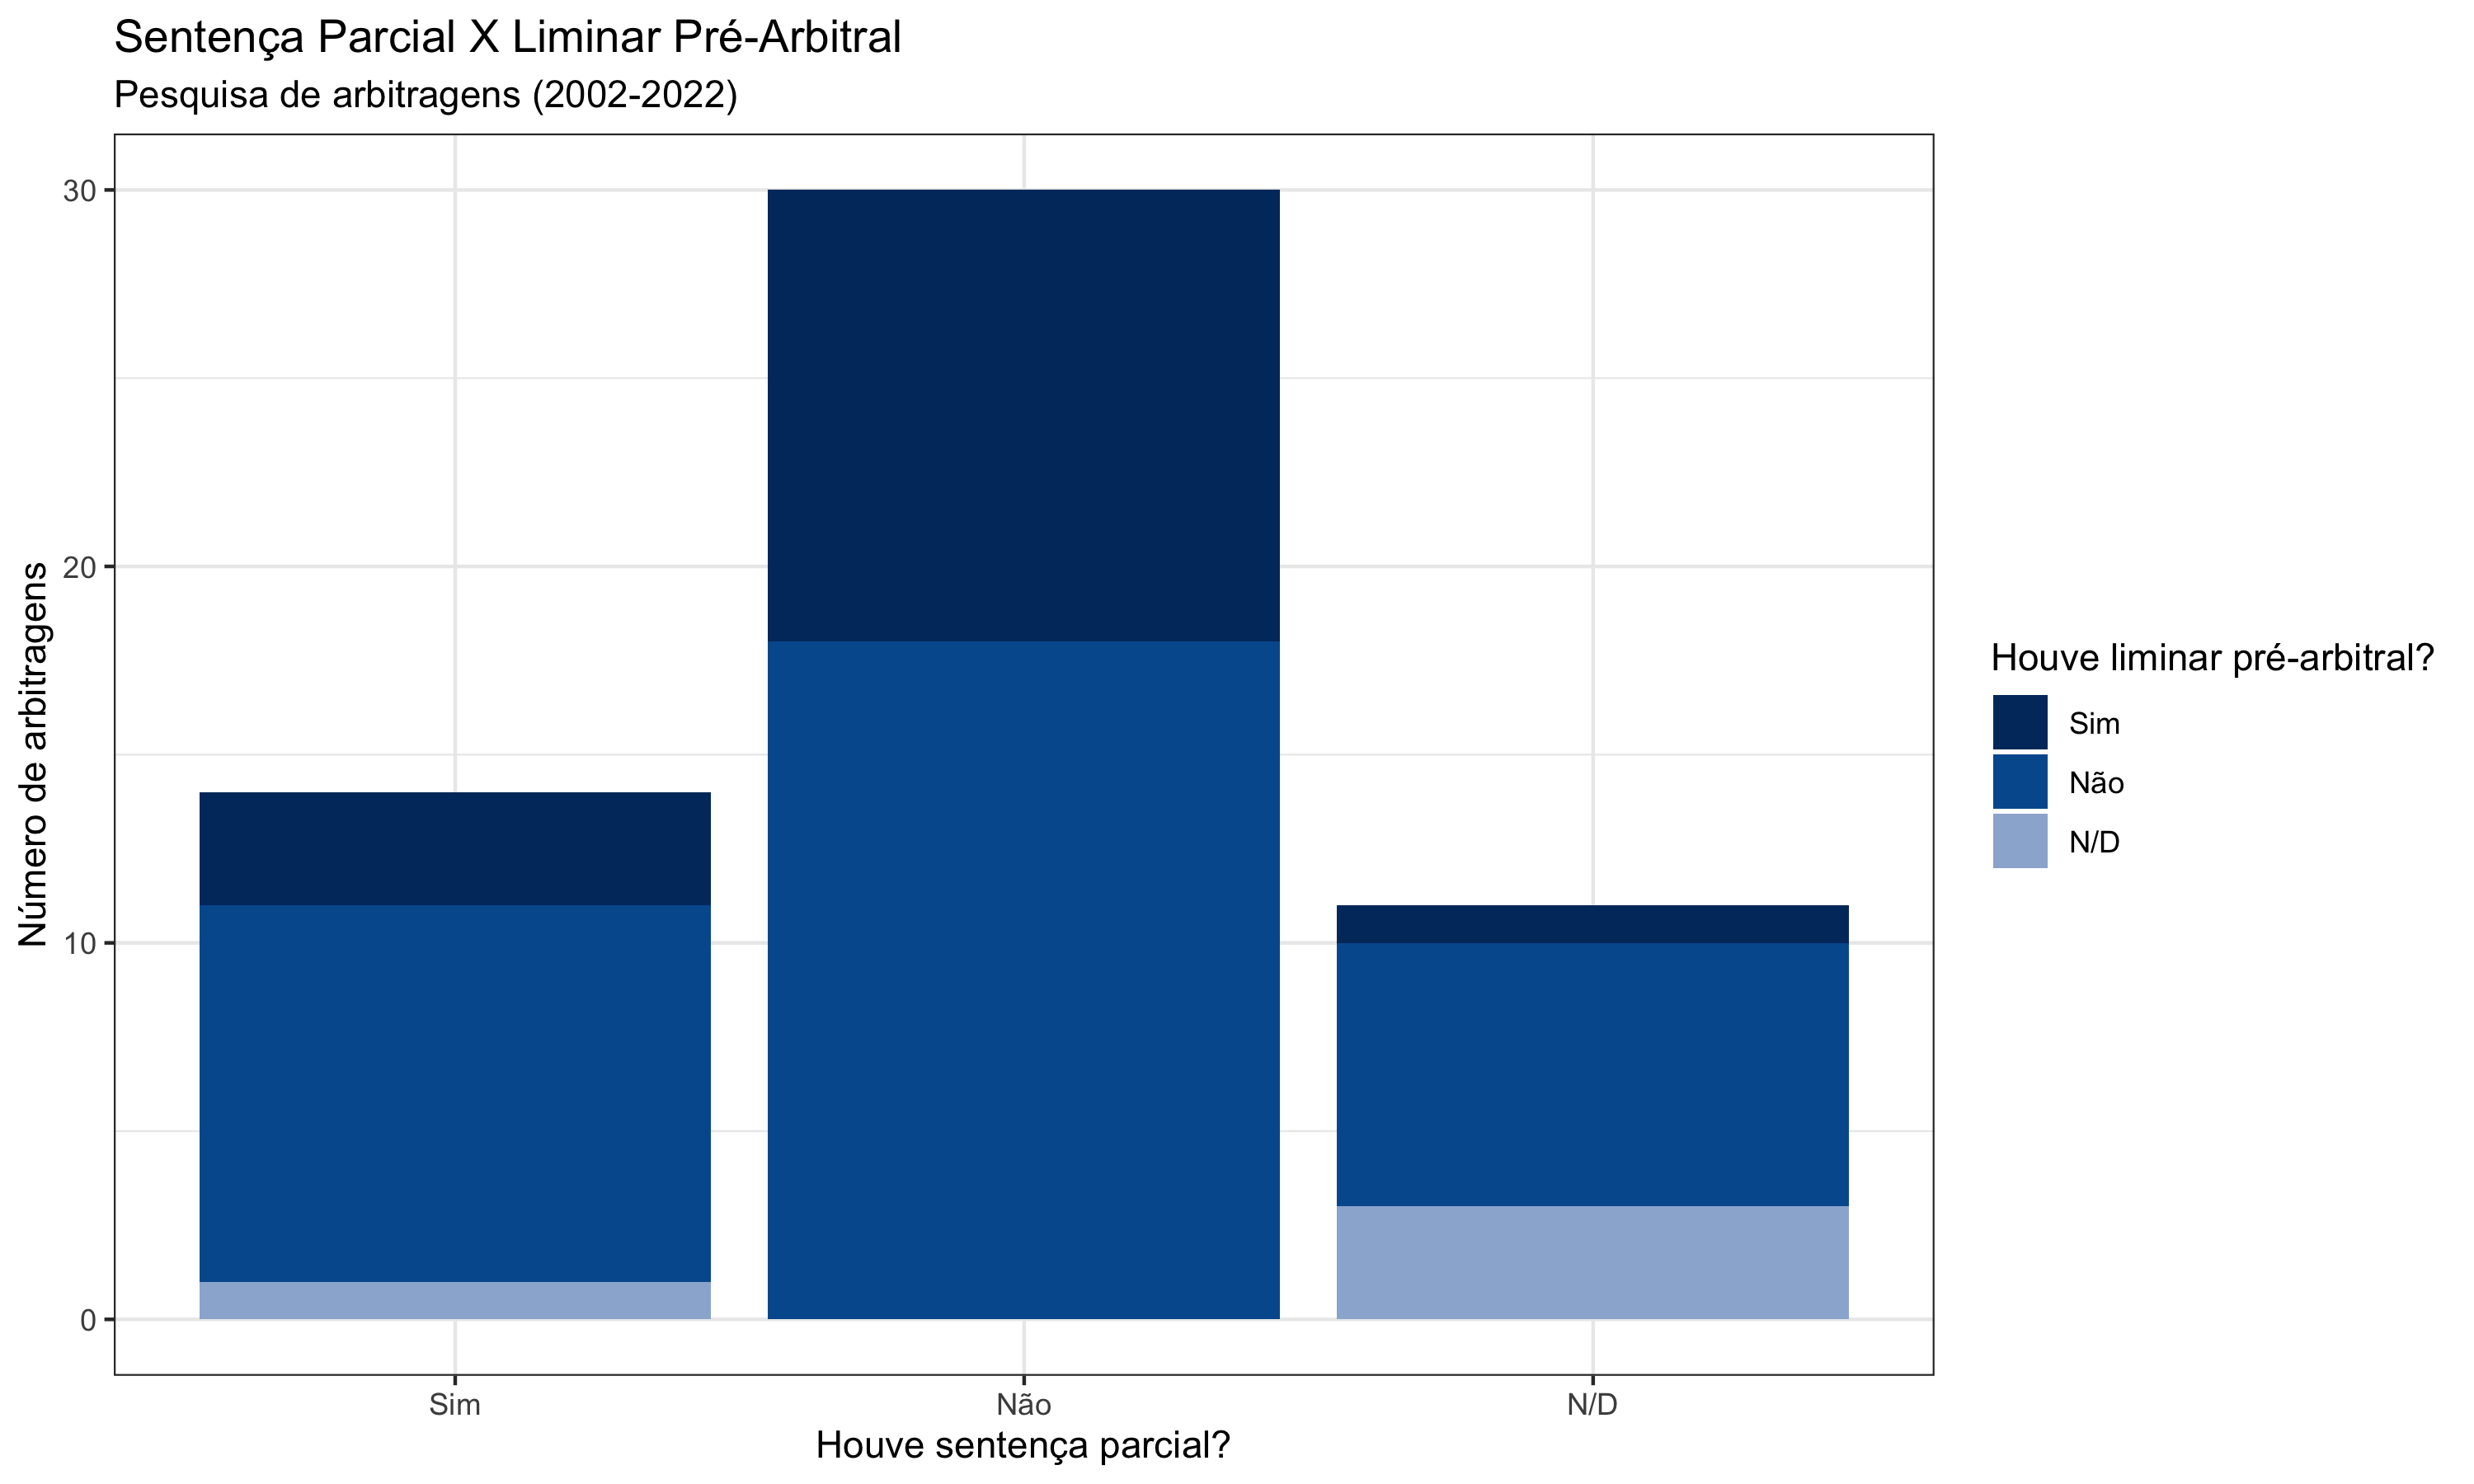 Sentença Parcial X Liminar Pré-Arbitral
Pesquisa de arbitragens (2002-2022)
Número de arbitragens
30
20
10
0
Sim
Não
N/D
Houve sentença parcial?
Houve liminar pré-arbitral?
Sim
Não
N/D